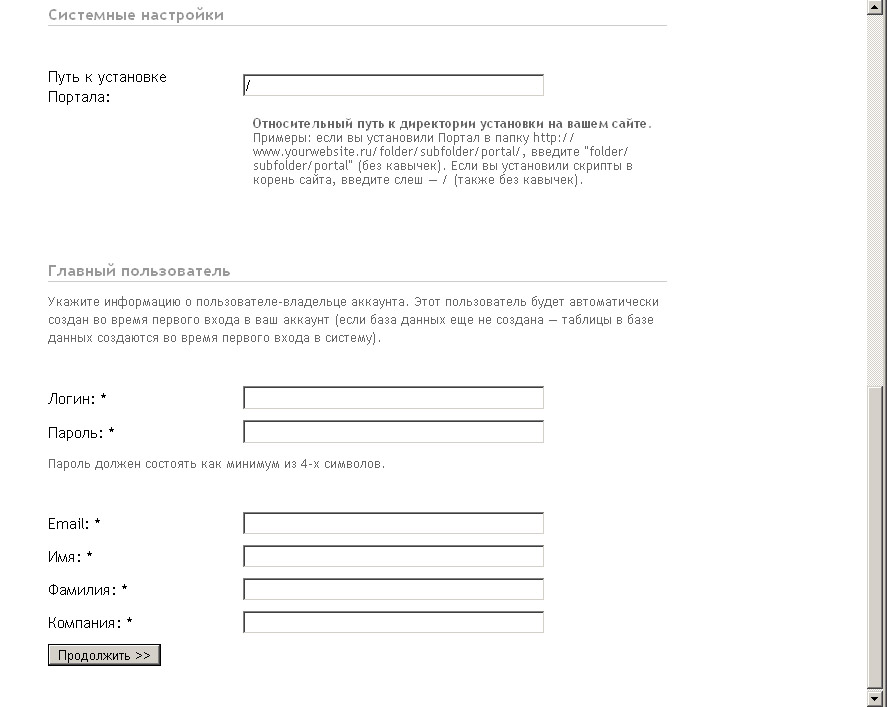 Системные настройки
Путь к установке
Портала:
/
Относительный путь к директории установки на вашем сайте.
Примеры: если вы установили Портал в папку http://
www.yourwebsite.ru/folder/subfolder/portal/, введите "folder/
subfolder/portal" (без кавычек). Если вы установили скрипты в
корень сайта, введите слеш — / (также без кавычек).
Главный пользователь
Укажите информацию о пользователе-владельце аккаунта. Этот пользователь будет автоматически
создан во время первого входа в ваш аккаунт (если база данных еще не создана — таблицы в базе
данных создаются во время первого входа в систему).
Логин: *
Пароль: *
Пароль должен состоять как минимум из 4-х символов.
Email: *
Имя: *
Фамилия: *
Компания: *
Продолжить >>